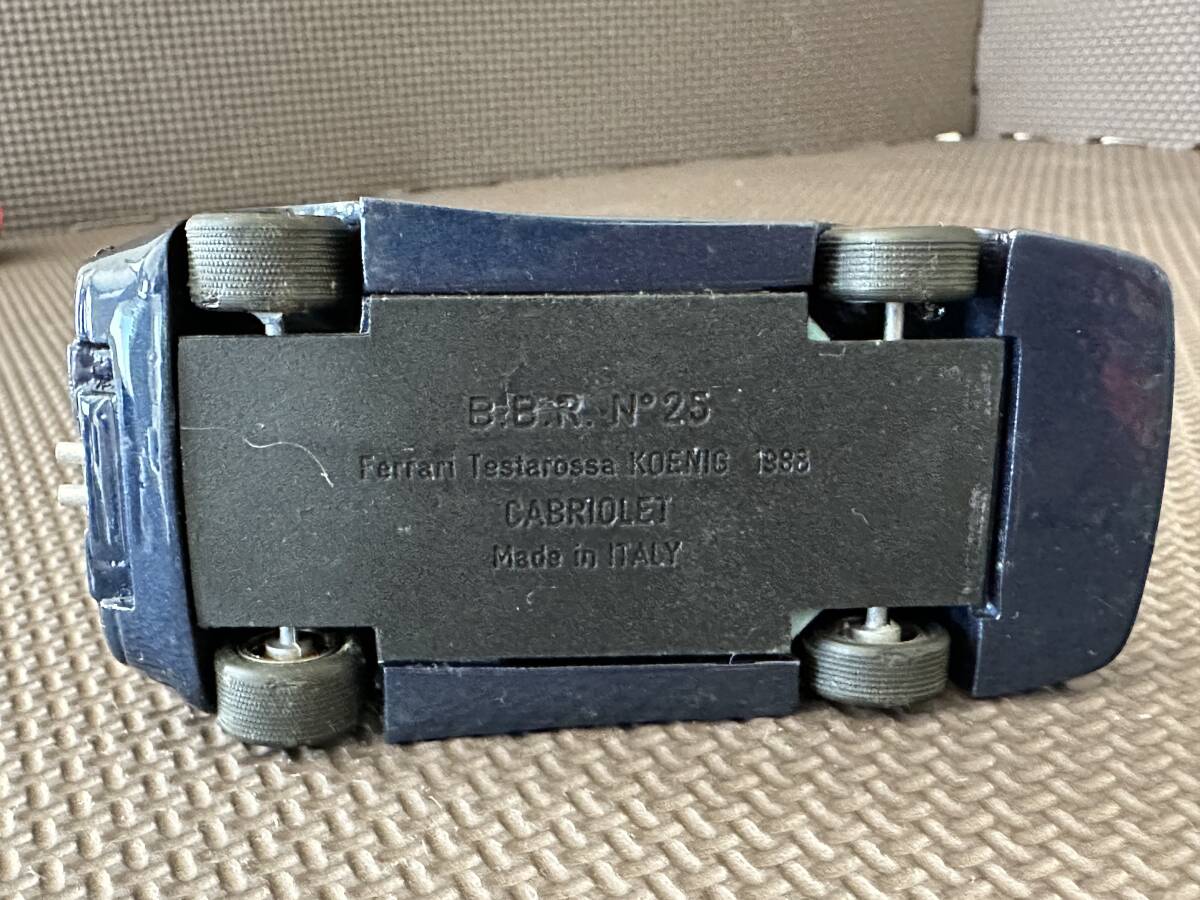 B.B.R. N° 25
Ferrari Testarossa KOENIG 1988
CABRIOLET
Made in ITALY